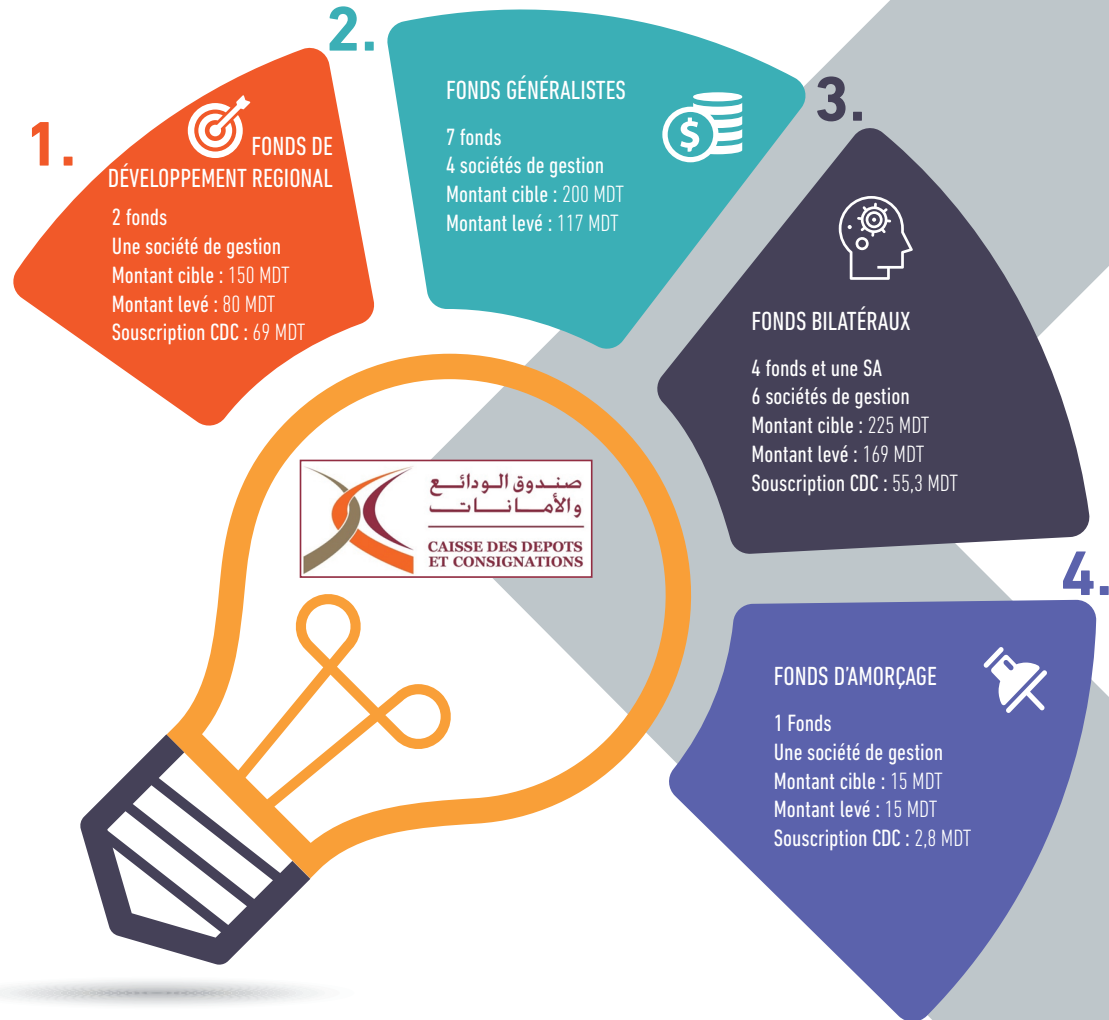 1.
FONDS DE
DÉVELOPPEMENT REGIONAL
2 fonds
Une société de gestion
Montant cible : 150 MDT
Montant levé : 80 MDT
Souscription CDC : 69 MDT
2.
FONDS GÉNÉRALISTES
7 fonds
4 sociétés de gestion
Montant cible : 200 MDT
Montant levé : 117 MDT
3.
FONDS BILATÉRAUX
4 fonds et une SA
6 sociétés de gestion
Montant cible : 225 MDT
Montant levé : 169 MDT
Souscription CDC : 55,3 MDT
4.
FONDS D'AMORÇAGE
1 Fonds
Une société de gestion
Montant cible : 15 MDT
Montant levé : 15 MDT
Souscription CDC : 2,8 MDT
صندوق الودائع
والأمانات
CAISSE DES DEPOTS
ET CONSIGNATIONS
$